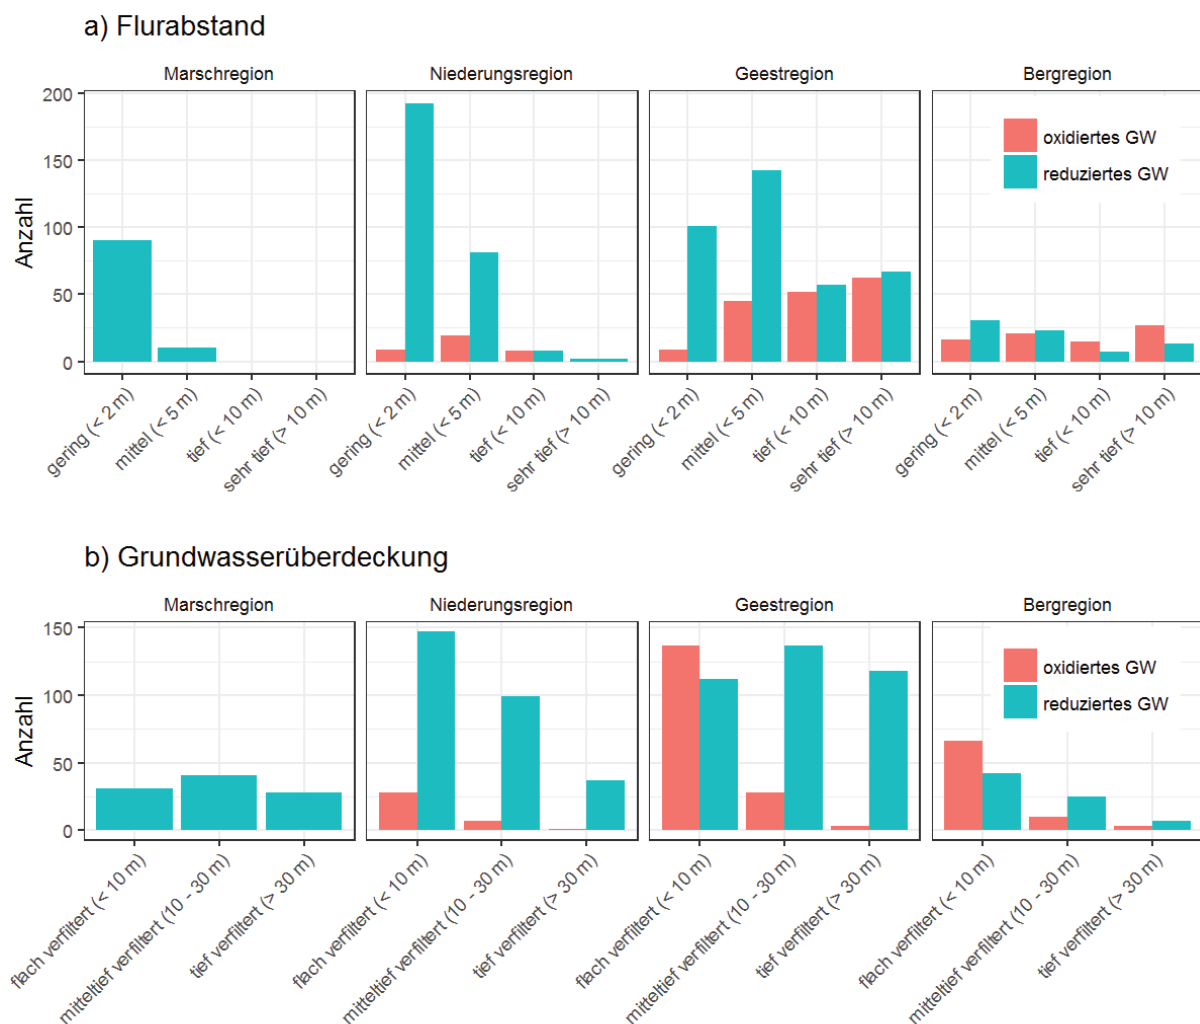 a) Flurabstand
Marschregion Niederungsregion Geestregion Bergregion
Anzahl
200
150
100
50
0
oxidiertes GW
reduziertes GW
gering (< 2 m) mittel (< 5 m) tief (< 10 m) sehr tief (> 10 m) gering (< 2 m) mittel (< 5 m) tief (< 10 m) sehr tief (> 10 m) gering (< 2 m) mittel (< 5 m) tief (< 10 m) sehr tief (> 10 m) gering (< 2 m) mittel (< 5 m) tief (< 10 m) sehr tief (> 10 m)
b) Grundwasserüberdeckung
Marschregion Niederungsregion Geestregion Bergregion
Anzahl
150
100
50
0
oxidiertes GW
reduziertes GW
flach verfiltert (< 10 m) mitteltief verfiltert (10 - 30 m) tief verfiltert (> 30 m) flach verfiltert (< 10 m) mitteltief verfiltert (10 - 30 m) tief verfiltert (> 30 m) flach verfiltert (< 10 m) mitteltief verfiltert (10 - 30 m) tief verfiltert (> 30 m) flach verfiltert (< 10 m) mitteltief verfiltert (10 - 30 m) tief verfiltert (> 30 m)